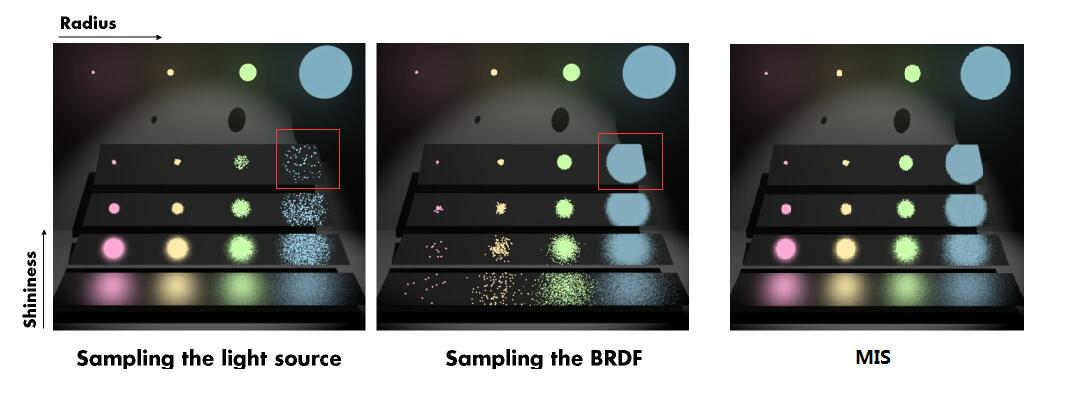 Radius
Shininess
Sampling the light source
Sampling the BRDF
MIS